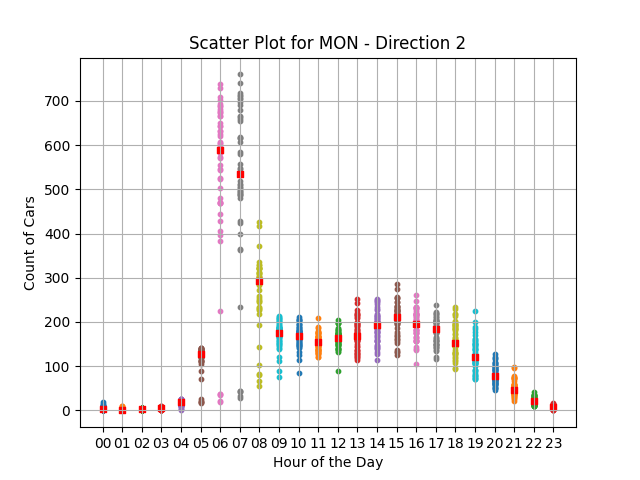 Scatter Plot for MON - Direction 2
Count of Cars
700
600
500
400
300
200
100
0
00 01 02 03 04 05 06 07 08 09 10 11 12 13 14 15 16 17 18 19 20 21 22 23
Hour of the Day